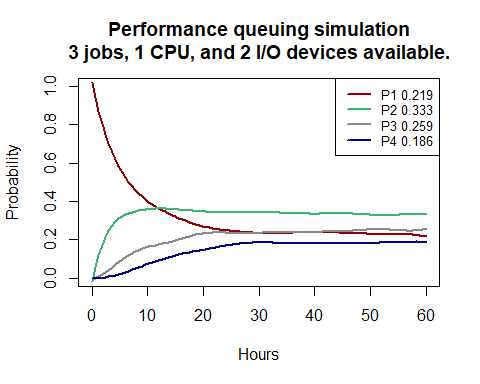 Performance queuing simulation
3 jobs, 1 CPU, and 2 I/O devices available.
P1 0.219
P2 0.333
P3 0.259
P4 0.186
Probability
1.0
0.8
0.6
0.4
0.2
0.0
0 10 20 30 40 50 60
Hours